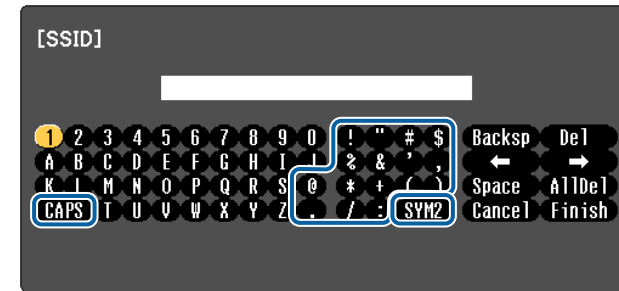 [SSID]
1 2 3 4 5 6 7 8 9 0 ! " # $ Backsp Del
A B C D E F G H I J % & ' , ← →
K L M N O P Q R S @ * + ( ) Space AllDel
CAPS T U V W X Y Z . / : SYM2 Cancel Finish